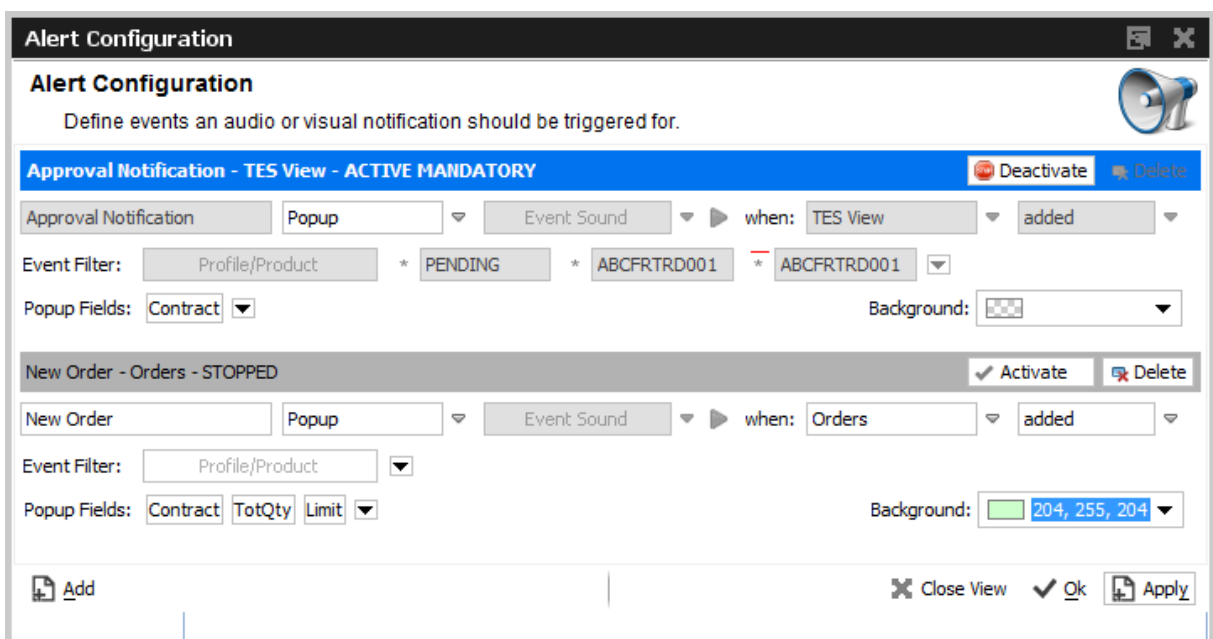 Alert Configuration
Alert Configuration
Define events an audio or visual notification should be triggered for.
Approval Notification - TES View - ACTIVE MANDATORY Deactivate Delete
Approval Notification Popup Event Sound when: TES View added
Event Filter: Profile/Product * PENDING * ABCFRTRD001 * ABCFRTRD001
Popup Fields: Contract Background:
New Order - Orders - STOPPED Activate Delete
New Order Popup Event Sound when: Orders added
Event Filter: Profile/Product
Popup Fields: Contract TotQty Limit Background: 204, 255, 204
Add Close View Ok Apply